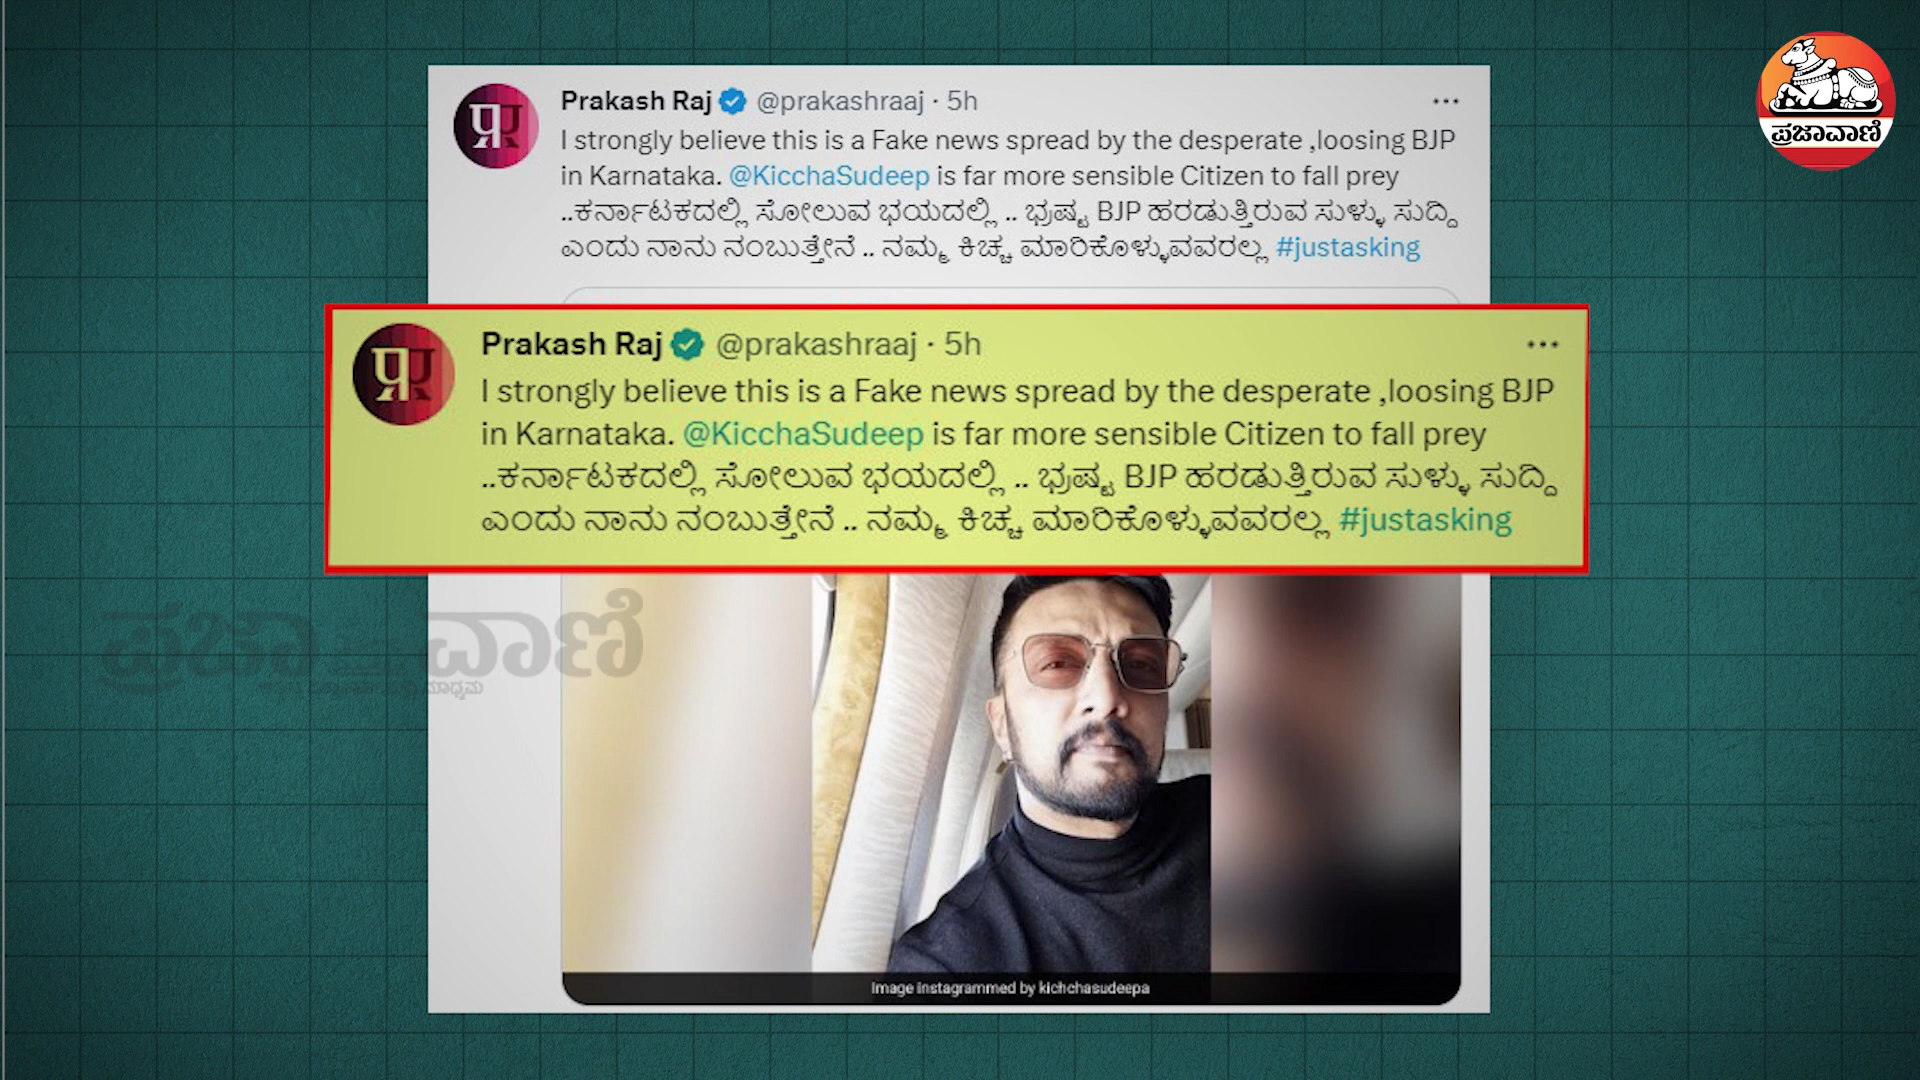 ಪ್ರಜಾವಾಣಿ
Prakash Raj @prakashraaj · 5h
I strongly believe this is a Fake news spread by the desperate ,loosing BJP
in Karnataka. @KicchaSudeep is far more sensible Citizen to fall prey
..ಕರ್ನಾಟಕದಲ್ಲಿ ಸೋಲುವ ಭಯದಲ್ಲಿ .. ಭ್ರಷ್ಟ BJP ಹರಡುತ್ತಿರುವ ಸುಳ್ಳು ಸುದ್ದಿ
ಎಂದು ನಾನು ನಂಬುತ್ತೇನೆ .. ನಮ್ಮ ಕಿಚ್ಚ ಮಾರಿಕೊಳ್ಳುವವರಲ್ಲ #justasking
Prakash Raj @prakashraaj · 5h
I strongly believe this is a Fake news spread by the desperate ,loosing BJP
in Karnataka. @KicchaSudeep is far more sensible Citizen to fall prey
..ಕರ್ನಾಟಕದಲ್ಲಿ ಸೋಲುವ ಭಯದಲ್ಲಿ .. ಭ್ರಷ್ಟ BJP ಹರಡುತ್ತಿರುವ ಸುಳ್ಳು ಸುದ್ದಿ
ಎಂದು ನಾನು ನಂಬುತ್ತೇನೆ .. ನಮ್ಮ ಕಿಚ್ಚ ಮಾರಿಕೊಳ್ಳುವವರಲ್ಲ #justasking
ಪ್ರಜಾವಾಣಿ
Image instagrammed by kichchasudeepa